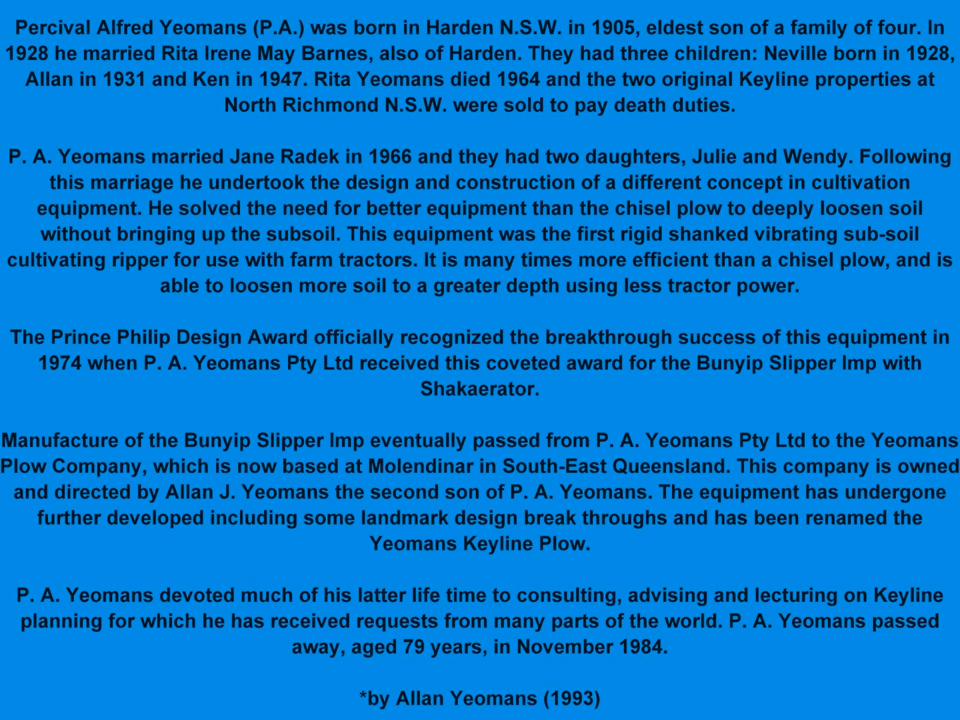 Percival Alfred Yeomans (P.A.) was born in Harden N.S.W. in 1905, eldest son of a family of four. In
1928 he married Rita Irene May Barnes, also of Harden. They had three children: Neville born in 1928,
Allan in 1931 and Ken in 1947. Rita Yeomans died 1964 and the two original Keyline properties at
North Richmond N.S.W. were sold to pay death duties.
P. A. Yeomans married Jane Radek in 1966 and they had two daughters, Julie and Wendy. Following
this marriage he undertook the design and construction of a different concept in cultivation
equipment. He solved the need for better equipment than the chisel plow to deeply loosen soil
without bringing up the subsoil. This equipment was the first rigid shanked vibrating sub-soil
cultivating ripper for use with farm tractors. It is many times more efficient than a chisel plow, and is
able to loosen more soil to a greater depth using less tractor power.
The Prince Philip Design Award officially recognized the breakthrough success of this equipment in
1974 when P. A. Yeomans Pty Ltd received this coveted award for the Bunyip Slipper Imp with
Shakaerator.
Manufacture of the Bunyip Slipper Imp eventually passed from P. A. Yeomans Pty Ltd to the Yeomans
Plow Company, which is now based at Molendinar in South-East Queensland. This company is owned
and directed by Allan J. Yeomans the second son of P. A. Yeomans. The equipment has undergone
further developed including some landmark design break throughs and has been renamed the
Yeomans Keyline Plow.
P. A. Yeomans devoted much of his latter life time to consulting, advising and lecturing on Keyline
planning for which he has received requests from many parts of the world. P. A. Yeomans passed
away, aged 79 years, in November 1984.
*by Allan Yeomans (1993)